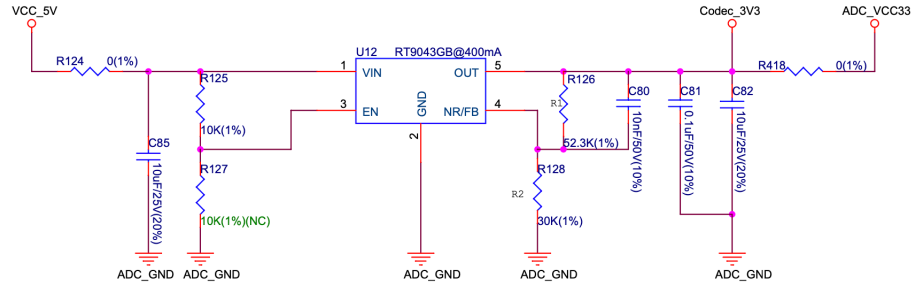 VCC_5V
Codec_3V3
ADC_VCC33
R124
0(1%)
U12
RT9043GB@400mA
R418
0(1%)
1
VIN
OUT
5
R125
R126
C80
C81
C82
3
EN
GND
NR/FB
4
R1
10nF/50V(10%)
0.1uF/50V(10%)
10uF/25V(20%)
10K(1%)
2
C85
52.3K(1%)
10uF/25V(20%)
R127
R128
R2
10K(1%)(NC)
30K(1%)
ADC_GND
ADC_GND
ADC_GND
ADC_GND
ADC_GND